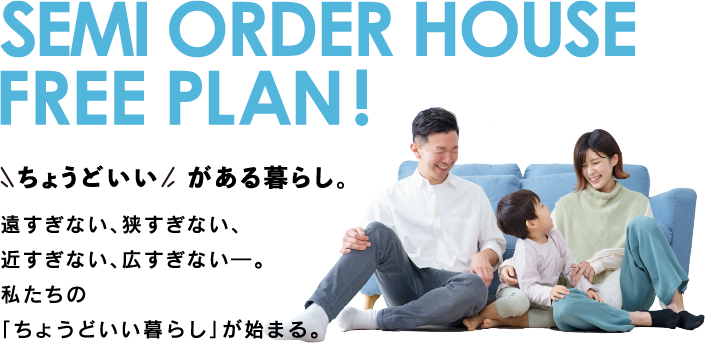 SEMI ORDER HOUSE
FREE PLAN!
\\ちょうどいい// がある暮らし。
遠すぎない、狭すぎない、
近すぎない、広すぎない―。
私たちの
「ちょうどいい暮らし」が始まる。